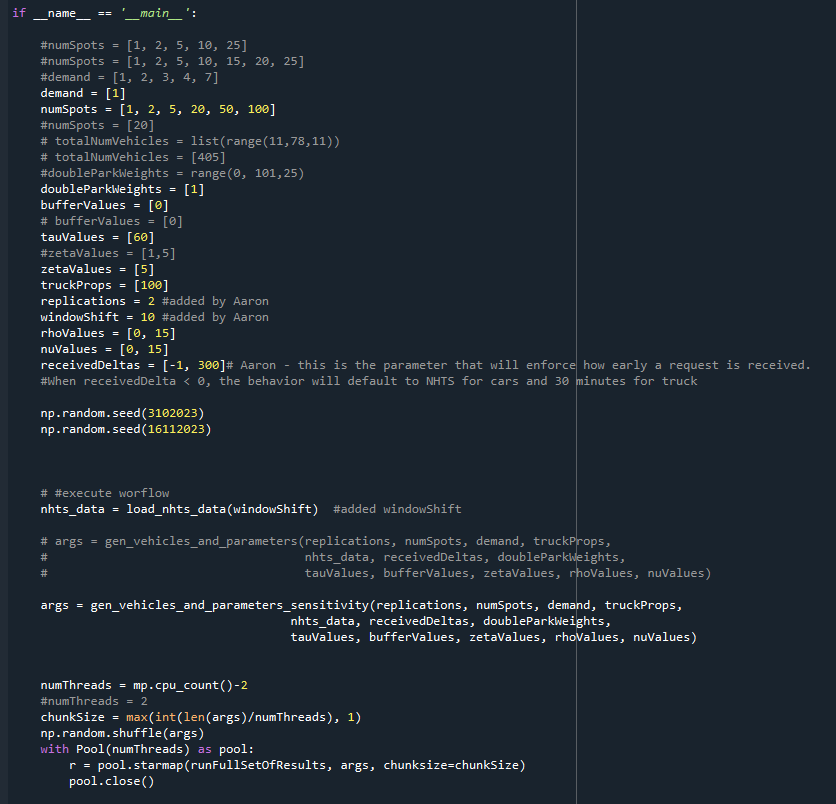 if __name__ == '__main__':
#numSpots = [1, 2, 5, 10, 25]
#numSpots = [1, 2, 5, 10, 15, 20, 25]
#demand = [1, 2, 3, 4, 7]
demand = [1]
numSpots = [1, 2, 5, 20, 50, 100]
#numSpots = [20]
# totalNumVehicles = list(range(11,78,11))
# totalNumVehicles = [405]
#doubleParkWeights = range(0, 101,25)
doubleParkWeights = [1]
bufferValues = [0]
# bufferValues = [0]
tauValues = [60]
#zetaValues = [1,5]
zetaValues = [5]
truckProps = [100]
replications = 2 #added by Aaron
windowShift = 10 #added by Aaron
rhoValues = [0, 15]
nuValues = [0, 15]
receivedDeltas = [-1, 300]# Aaron - this is the parameter that will enforce how early a request is received.
#When receivedDelta < 0, the behavior will default to NHTS for cars and 30 minutes for truck
np.random.seed(3102023)
np.random.seed(16112023)
# #execute worflow
nhts_data = load_nhts_data(windowShift)  #added windowShift
# args = gen_vehicles_and_parameters(replications, numSpots, demand, truckProps,
#                                    nhts_data, receivedDeltas, doubleParkWeights,
#                                    tauValues, bufferValues, zetaValues, rhoValues, nuValues)
args = gen_vehicles_and_parameters_sensitivity(replications, numSpots, demand, truckProps,
nhts_data, receivedDeltas, doubleParkWeights,
tauValues, bufferValues, zetaValues, rhoValues, nuValues)
numThreads = mp.cpu_count()-2
#numThreads = 2
chunkSize = max(int(len(args)/numThreads), 1)
np.random.shuffle(args)
with Pool(numThreads) as pool:
r = pool.starmap(runFullSetOfResults, args, chunksize=chunkSize)
pool.close()